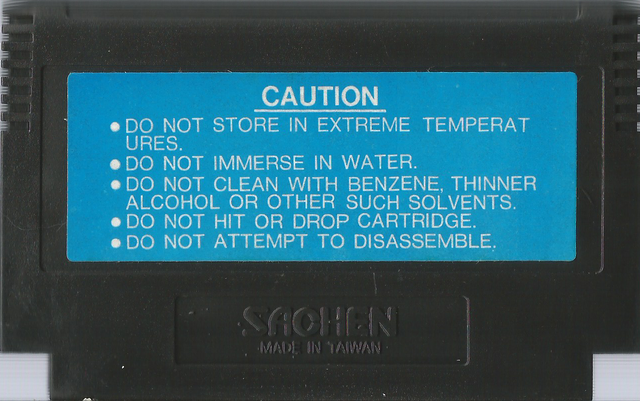 CAUTION
●DO NOT STORE IN EXTREME TEMPERAT
URES.
●DO NOT IMMERSE IN WATER.
●DO NOT CLEAN WITH BENZENE, THINNER
ALCOHOL OR OTHER SUCH SOLVENTS.
●DO NOT HIT OR DROP CARTRIDGE.
●DO NOT ATTEMPT TO DISASSEMBLE.
SACHEN
·MADE IN TAIWAN·